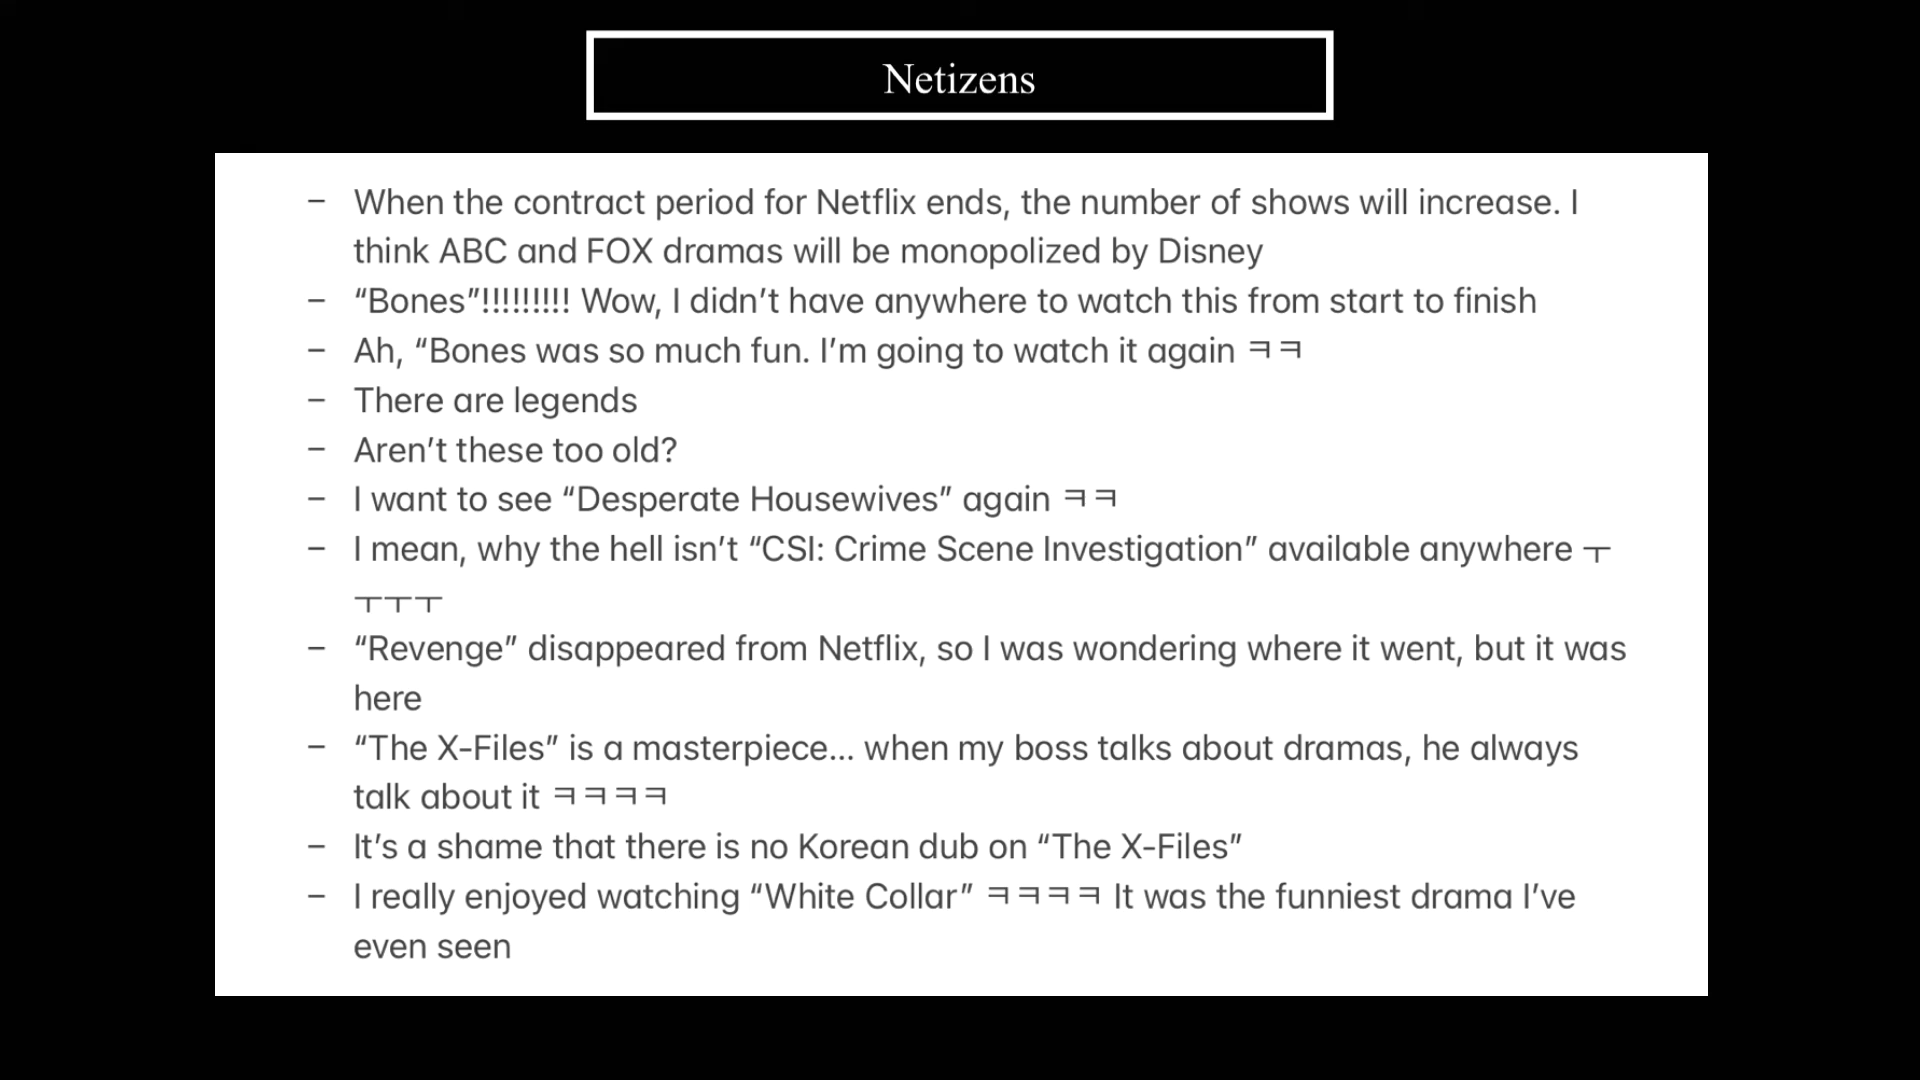 Netizens
– When the contract period for Netflix ends, the number of shows will increase. I
think ABC and FOX dramas will be monopolized by Disney
– “Bones”!!!!!!!!! Wow, I didn’t have anywhere to watch this from start to finish
– Ah, “Bones was so much fun. I’m going to watch it again ㅋㅋ
– There are legends
– Aren’t these too old?
– I want to see “Desperate Housewives” again ㅋㅋ
– I mean, why the hell isn’t “CSI: Crime Scene Investigation” available anywhere ㅜ
ㅜㅜㅜ
– “Revenge” disappeared from Netflix, so I was wondering where it went, but it was
here
– “The X-Files” is a masterpiece… when my boss talks about dramas, he always
talk about it ㅋㅋㅋㅋ
– It’s a shame that there is no Korean dub on “The X-Files”
– I really enjoyed watching “White Collar” ㅋㅋㅋㅋ It was the funniest drama I’ve
even seen